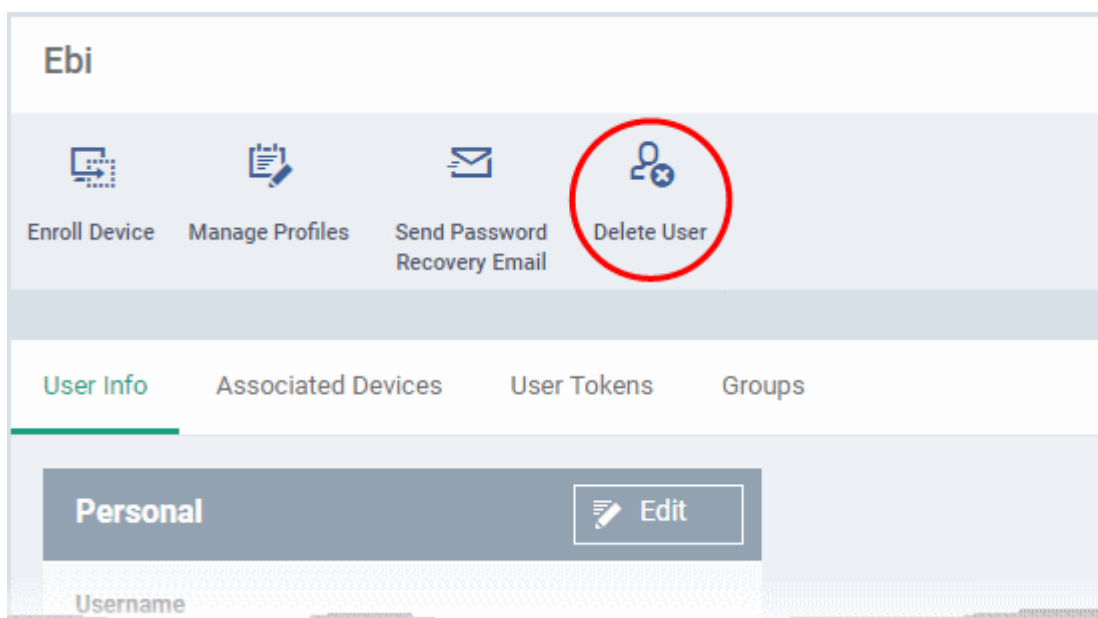 Ebi
Enroll Device
Manage Profiles
Send Password
Recovery Email
Delete User
User Info Associated Devices User Tokens Groups
Personal
Edit
Username